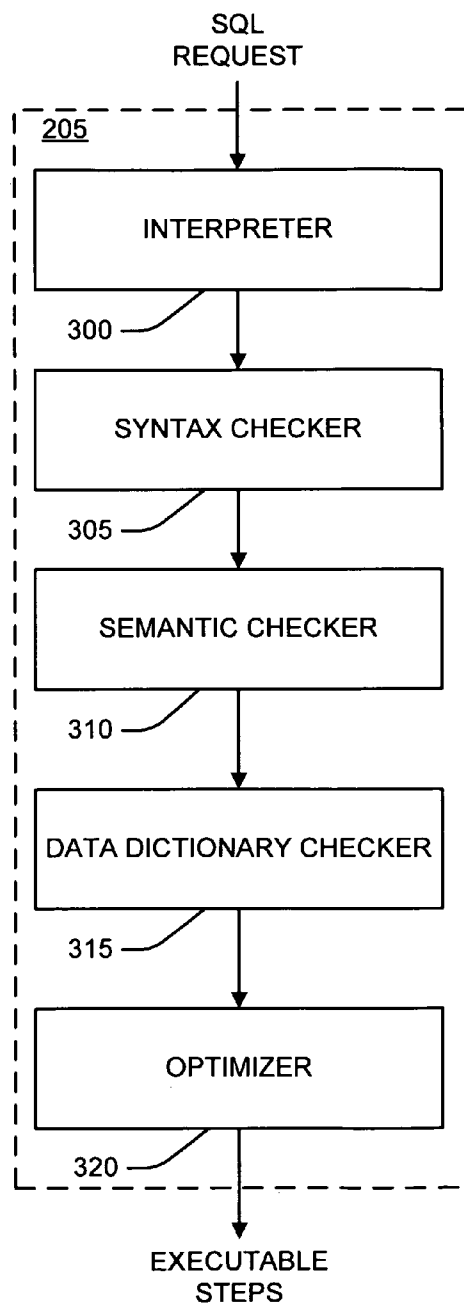 SQL
REQUEST
205
INTERPRETER
300
SYNTAX CHECKER
305
SEMANTIC CHECKER
310
DATA DICTIONARY CHECKER
315
OPTIMIZER
320
EXECUTABLE
STEPS